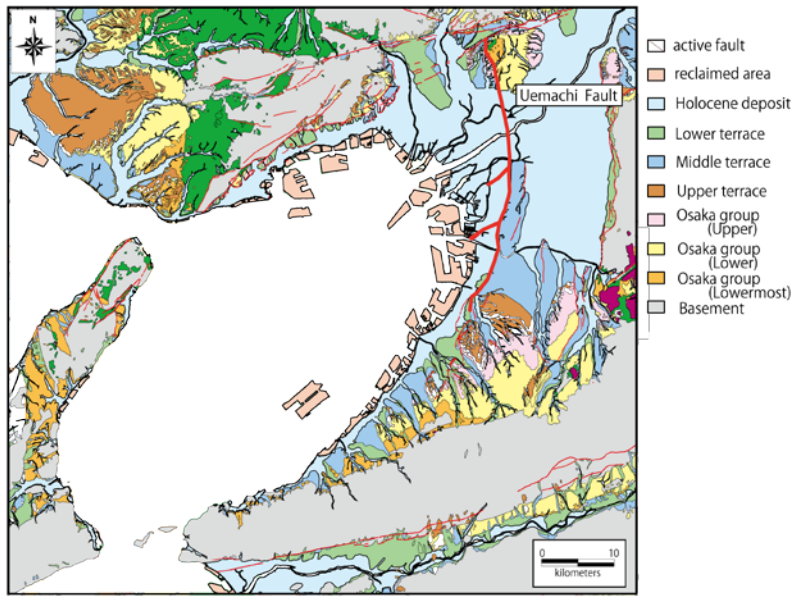 N
Uemachi Fault
active fault
reclaimed area
Holocene deposit
Lower terrace
Middle terrace
Upper terrace
Osaka group
(Upper)
Osaka group
(Lower)
Osaka group
(Lowermost)
Basement
0 10
kilometers